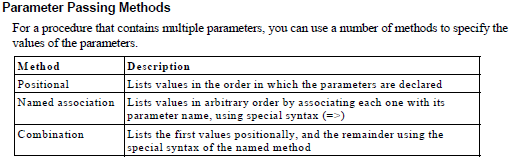 Parameter Passing Methods
For a procedure that contains multiple parameters, you can use a number of methods to specify the
values of the parameters.
Method Description
Positional Lists values in the order in which the parameters are declared
Named association Lists values in arbitrary order by associating each one with its
parameter name, using special syntax (=>)
Combination Lists the first values positionally, and the remainder using the
special syntax of the named method